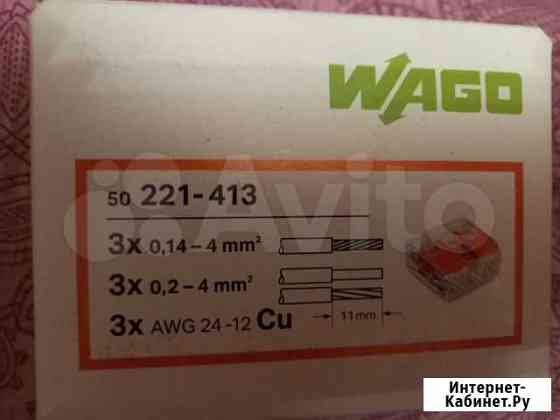 WAGO
50 221-413
3x 0,14 – 4 mm²
3x 0,2 – 4 mm²
3x AWG 24 -12 Cu
11mm
Avito
Интернет-
Кабинет.Ру